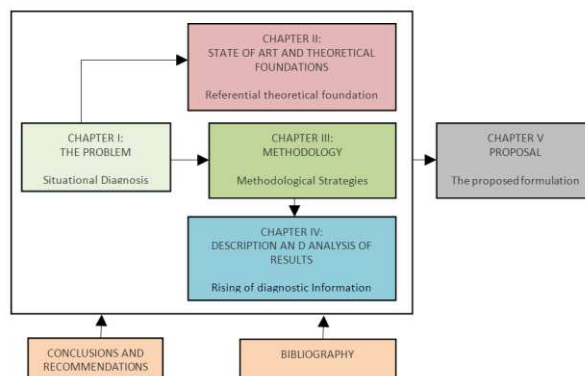 CHAPTER II:
STATE OF ART AND THEORETICAL
FOUNDATIONS
Referential theoretical foundation
CHAPTER I:
THE PROBLEM
Situational Diagnosis
CHAPTER III:
METHODOLOGY
Methodological Strategies
CHAPTER V
PROPOSAL
The proposed formulation
CHAPTER IV:
DESCRIPTION AN D ANALYSIS OF
RESULTS
Rising of diagnostic Information
CONCLUSIONS AND
RECOMMENDATIONS
BIBLIOGRAPHY